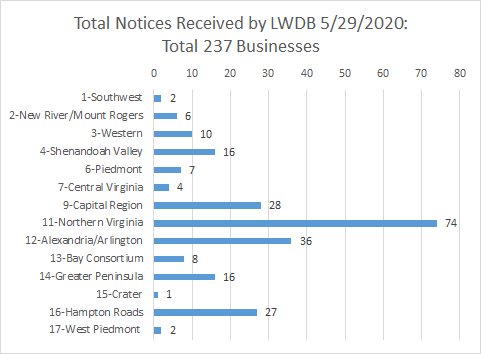 Total Notices Received by LWDB 5/29/2020:
Total 237 Businesses
0 10 20 30 40 50 60 70 80
1-Southwest 2
2-New River/Mount Rogers 6
3-Western 10
4-Shenandoah Valley 16
6-Piedmont 7
7-Central Virginia 4
9-Capital Region 28
11-Northern Virginia 74
12-Alexandria/Arlington 36
13-Bay Consortium 8
14-Greater Peninsula 16
15-Crater 1
16-Hampton Roads 27
17-West Piedmont 2